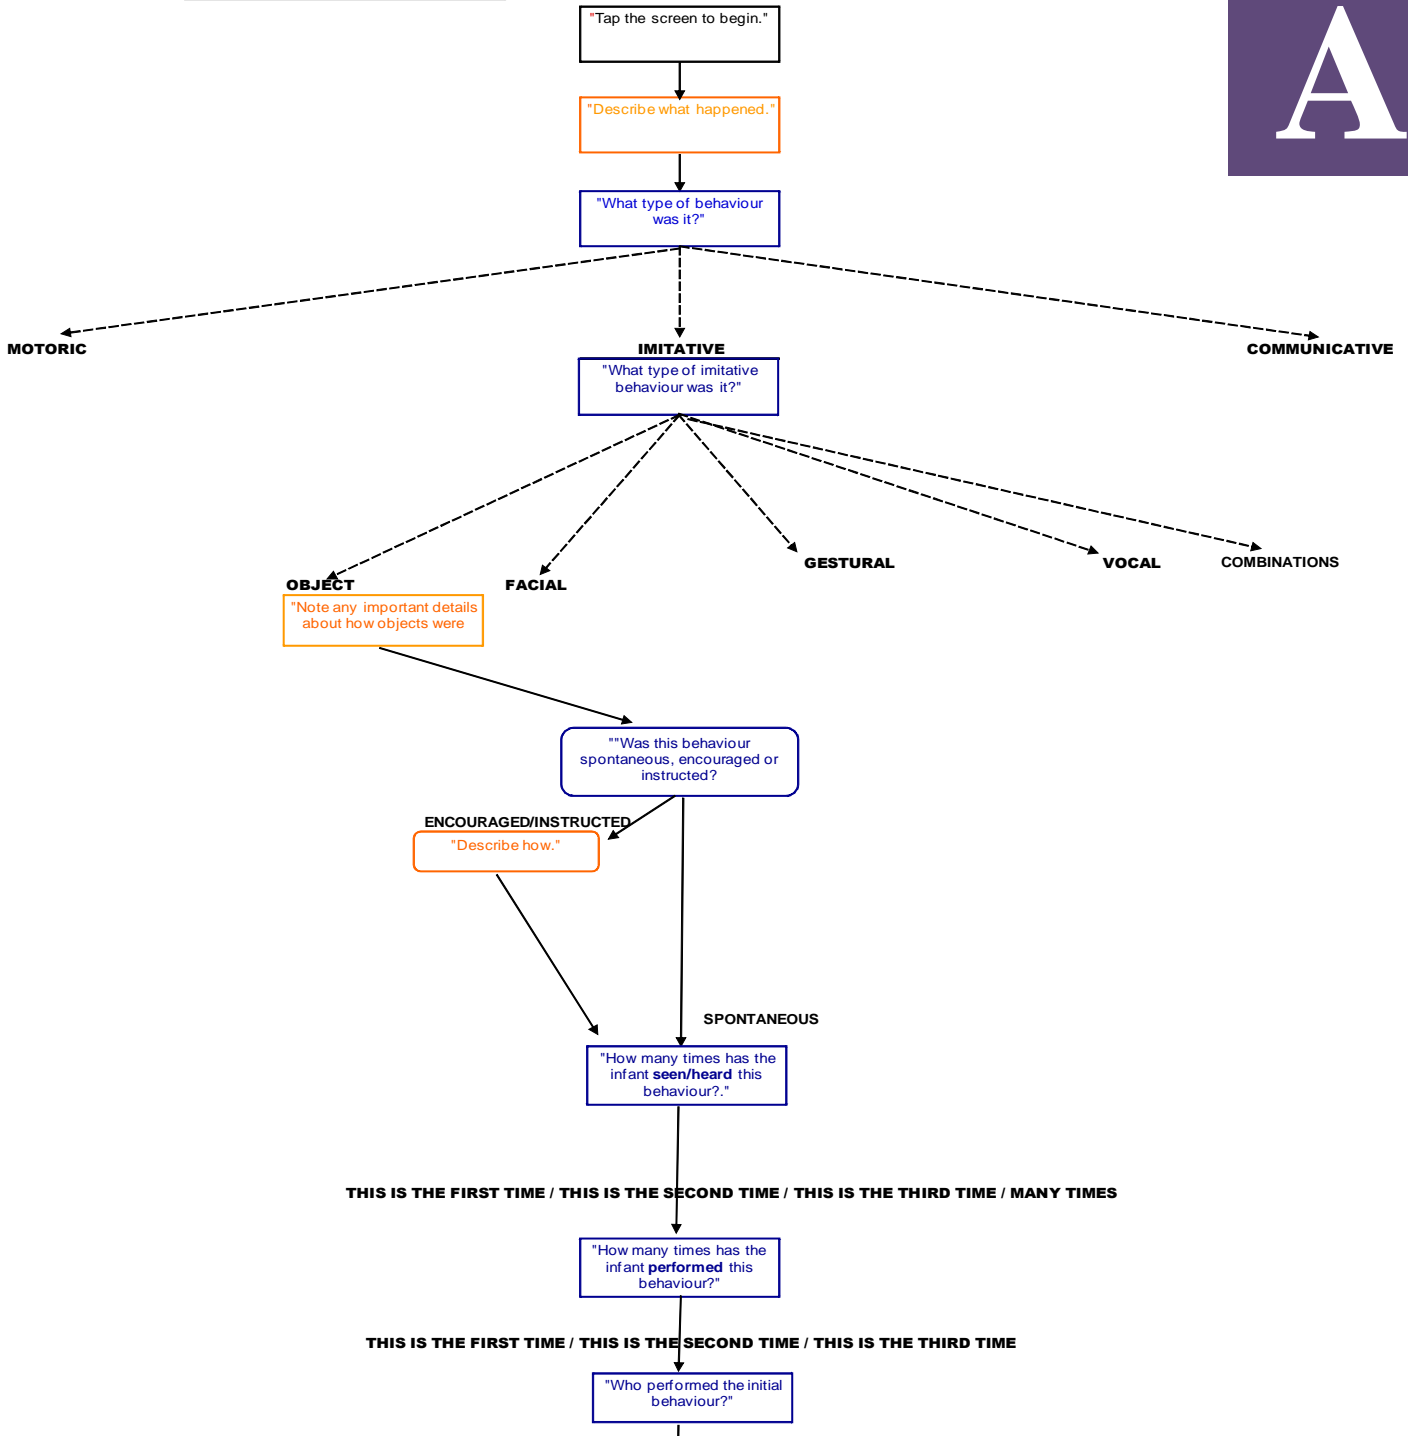 "Tap the screen to begin."
A
"Describe what happened."
"What type of behaviour
was it?"
MOTORIC
IMITATIVE
COMMUNICATIVE
"What type of imitative
behaviour was it?"
OBJECT
FACIAL
GESTURAL
VOCAL
COMBINATIONS
"Note any important details
about how objects were
""Was this behaviour
spontaneous, encouraged or
instructed?
ENCOURAGED/INSTRUCTED
"Describe how."
SPONTANEOUS
"How many times has the
infant seen/heard this
behaviour?."
THIS IS THE FIRST TIME / THIS IS THE SECOND TIME / THIS IS THE THIRD TIME / MANY TIMES
"How many times has the
infant performed this
behaviour?"
THIS IS THE FIRST TIME / THIS IS THE SECOND TIME / THIS IS THE THIRD TIME
"Who performed the initial
behaviour?"